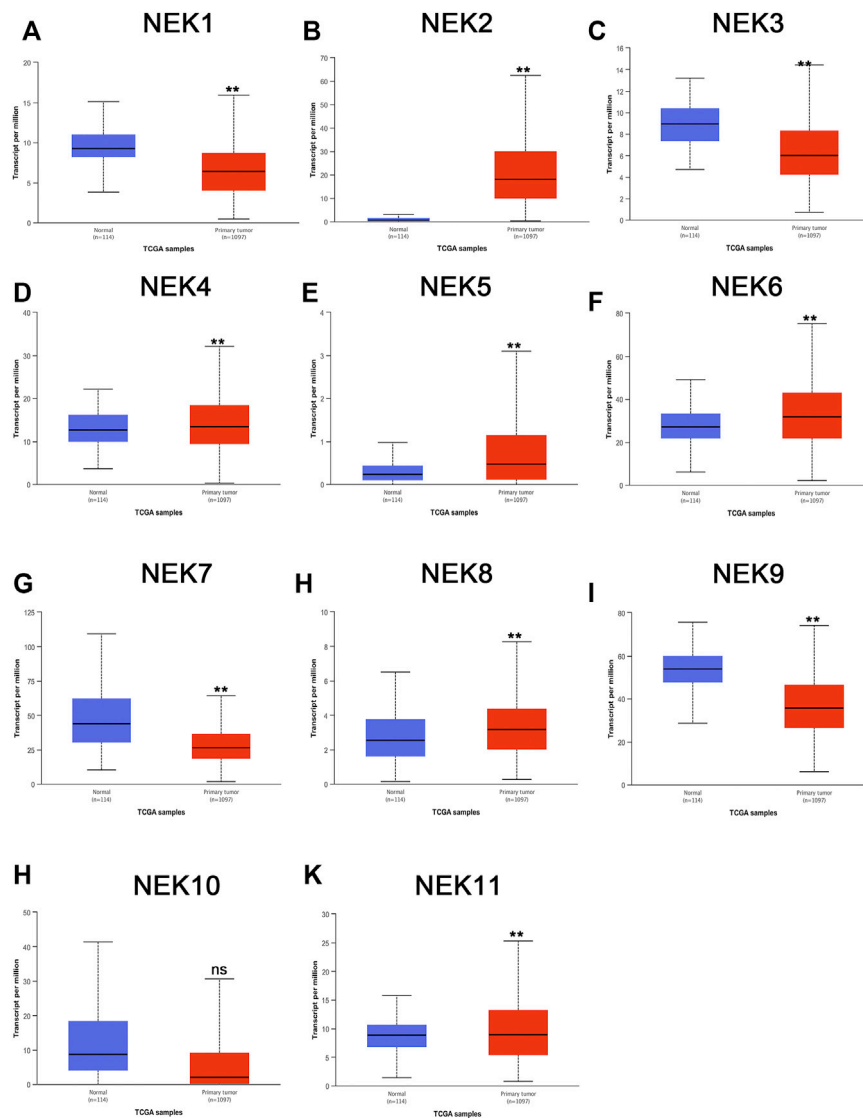 A NEK1
20
15
10
5
0
Transcript per million
**
Normal
(n=114)
Primary tumor
(n=1097)
TCGA samples
B NEK2
70
60
50
40
30
20
10
0
Transcript per million
**
Normal
(n=114)
Primary tumor
(n=1097)
TCGA samples
C NEK3
16
14
12
10
8
6
4
2
0
Transcript per million
**
Normal
(n=114)
Primary tumor
(n=1097)
TCGA samples
D NEK4
40
30
20
10
0
Transcript per million
**
Normal
(n=114)
Primary tumor
(n=1097)
TCGA samples
E NEK5
4
3
2
1
0
Transcript per million
**
Normal
(n=114)
Primary tumor
(n=1097)
TCGA samples
F NEK6
80
60
40
20
0
Transcript per million
**
Normal
(n=114)
Primary tumor
(n=1097)
TCGA samples
G NEK7
125
100
75
50
25
0
Transcript per million
**
Normal
(n=114)
Primary tumor
(n=1097)
TCGA samples
H NEK8
10
8
6
4
2
0
Transcript per million
**
Normal
(n=114)
Primary tumor
(n=1097)
TCGA samples
I NEK9
80
60
40
20
0
Transcript per million
**
Normal
(n=114)
Primary tumor
(n=1097)
TCGA samples
H NEK10
50
40
30
20
10
0
Transcript per million
ns
Normal
(n=114)
Primary tumor
(n=1097)
TCGA samples
K NEK11
30
25
20
15
10
5
0
Transcript per million
**
Normal
(n=114)
Primary tumor
(n=1097)
TCGA samples